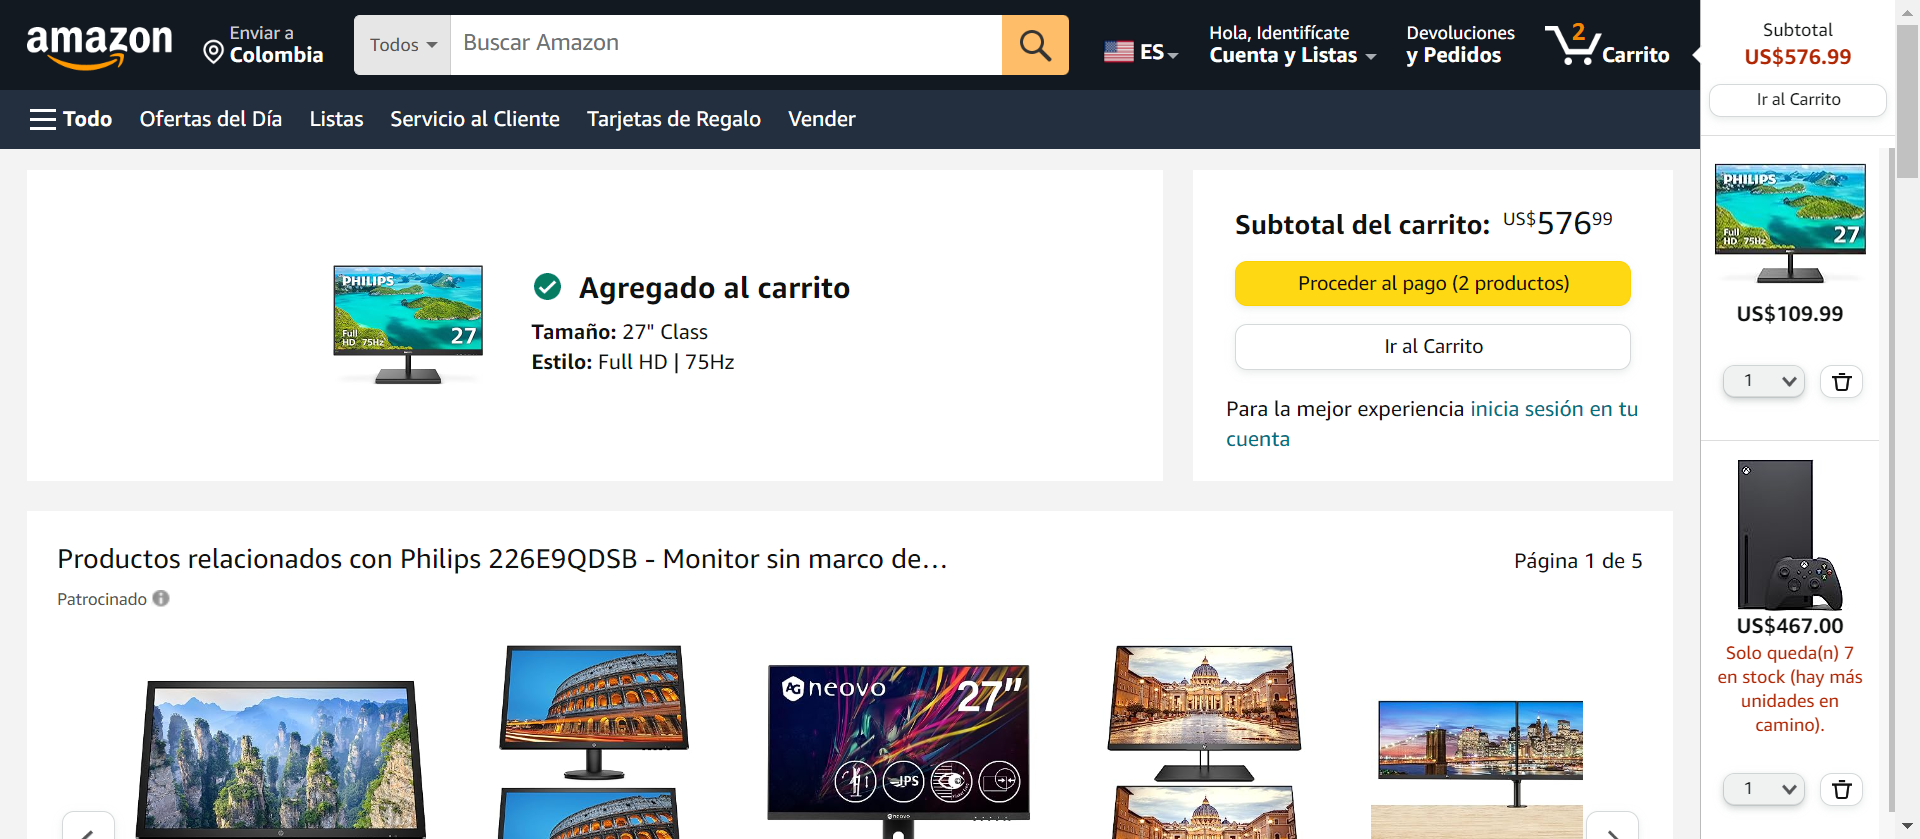 amazon
Enviar a
Colombia
Todos
Buscar Amazon
ES
Hola, Identifícate
Cuenta y Listas
Devoluciones
y Pedidos
2
Carrito
Subtotal
US$576.99
Ir al Carrito
Todo
Ofertas del Día
Listas
Servicio al Cliente
Tarjetas de Regalo
Vender
PHILIPS
Full
HD 75Hz
27
Agregado al carrito
Tamaño: 27" Class
Estilo: Full HD | 75Hz
Subtotal del carrito: US$576⁹⁹
Proceder al pago (2 productos)
Ir al Carrito
Para la mejor experiencia inicia sesión en tu
cuenta
PHILIPS
Full
HD 75Hz
27
US$109.99
1
US$467.00
Solo queda(n) 7
en stock (hay más
unidades en
camino).
1
Productos relacionados con Philips 226E9QDSB - Monitor sin marco de…
Página 1 de 5
Patrocinado
AG neovo
27"
IPS
neovo